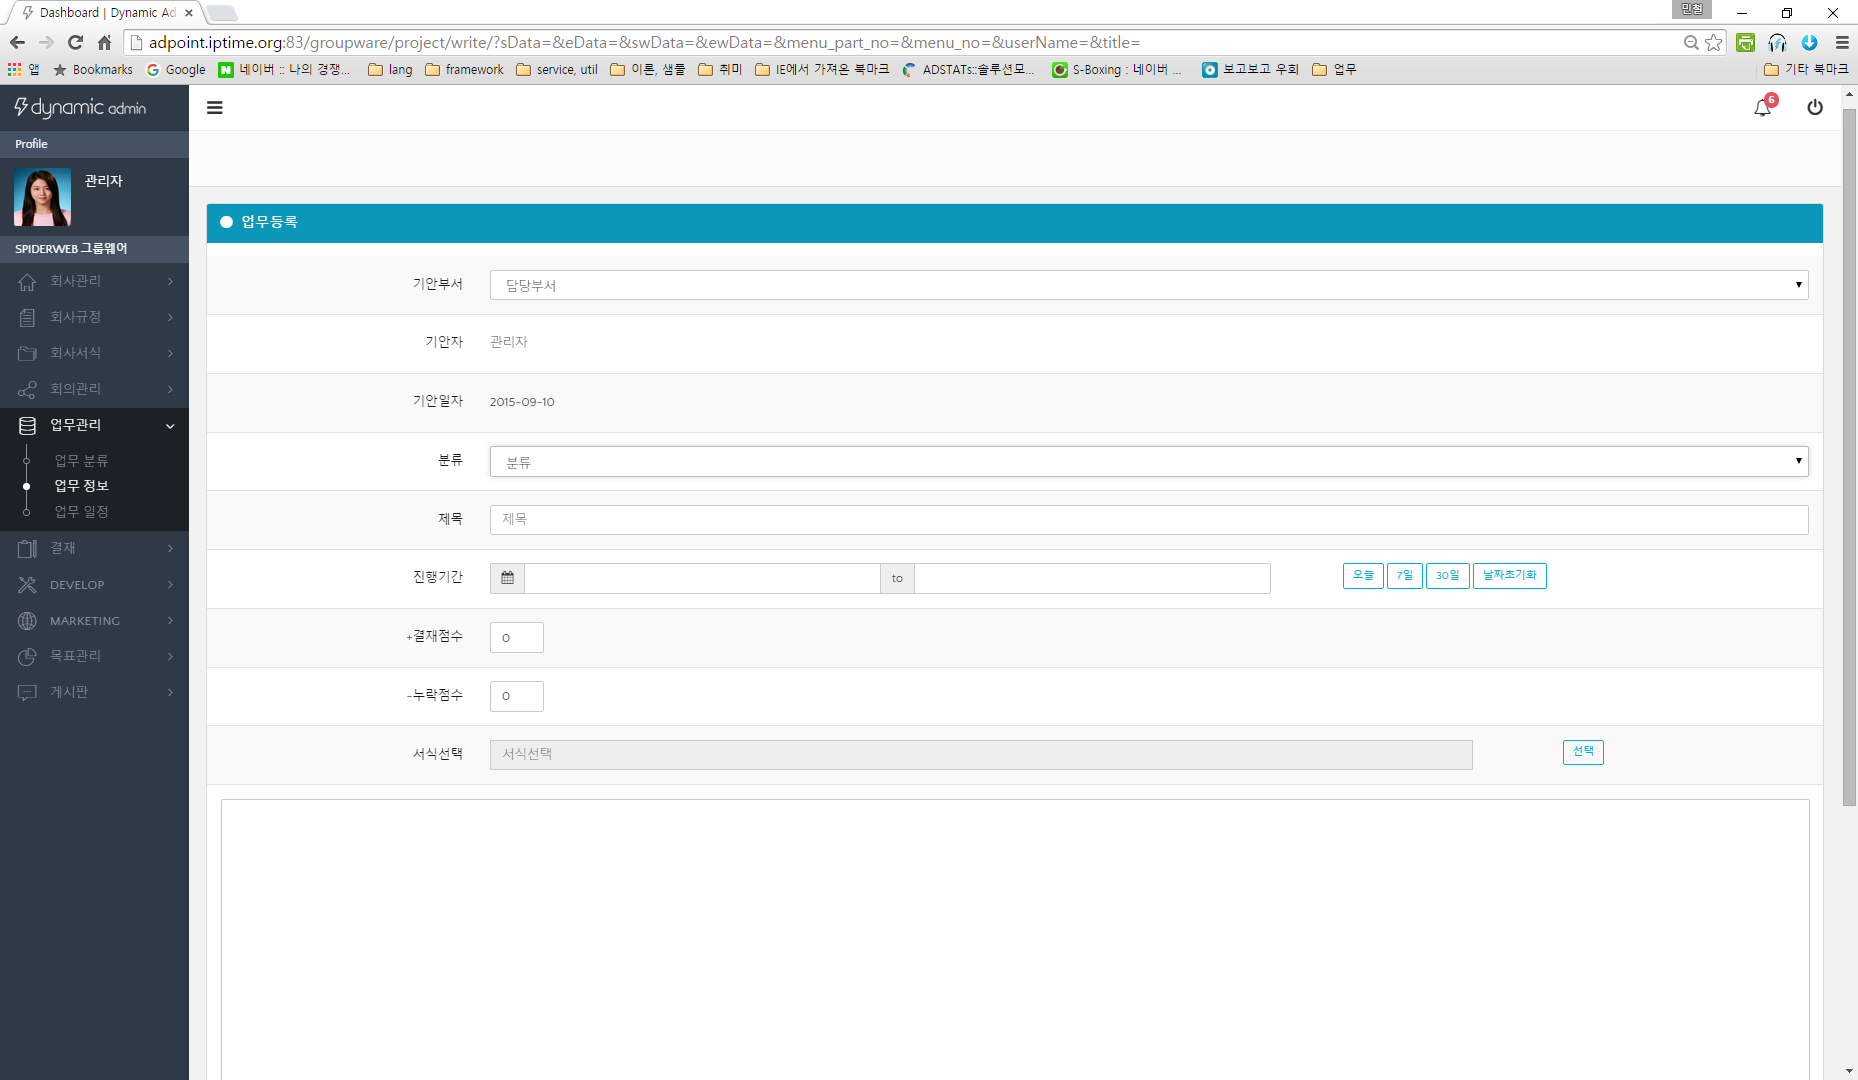 Dashboard | Dynamic Ad
민철
adpoint.iptime.org:83/groupware/project/write/?sData=&eData=&swData=&ewData=&menu_part_no=&menu_no=&userName=&title=
앱 Bookmarks Google 네이버 :: 나의 경쟁... lang framework service, util 이론, 샘플 취미 IE에서 가져온 북마크 ADSTATs::솔루션모... S-Boxing : 네이버 ... 보고보고 우회 업무 기타 북마크
dynamic admin
6
Profile
관리자
SPIDERWEB 그룹웨어
회사관리
회사규정
회사서식
회의관리
업무관리
업무 분류
업무 정보
업무 일정
결재
DEVELOP
MARKETING
목표관리
게시판
업무등록
기안부서 담당부서
기안자 관리자
기안일자 2015-09-10
분류 분류
제목 제목
진행기간 to 오늘 7일 30일 날짜초기화
+결재점수 0
-누락점수 0
서식선택 서식선택 선택